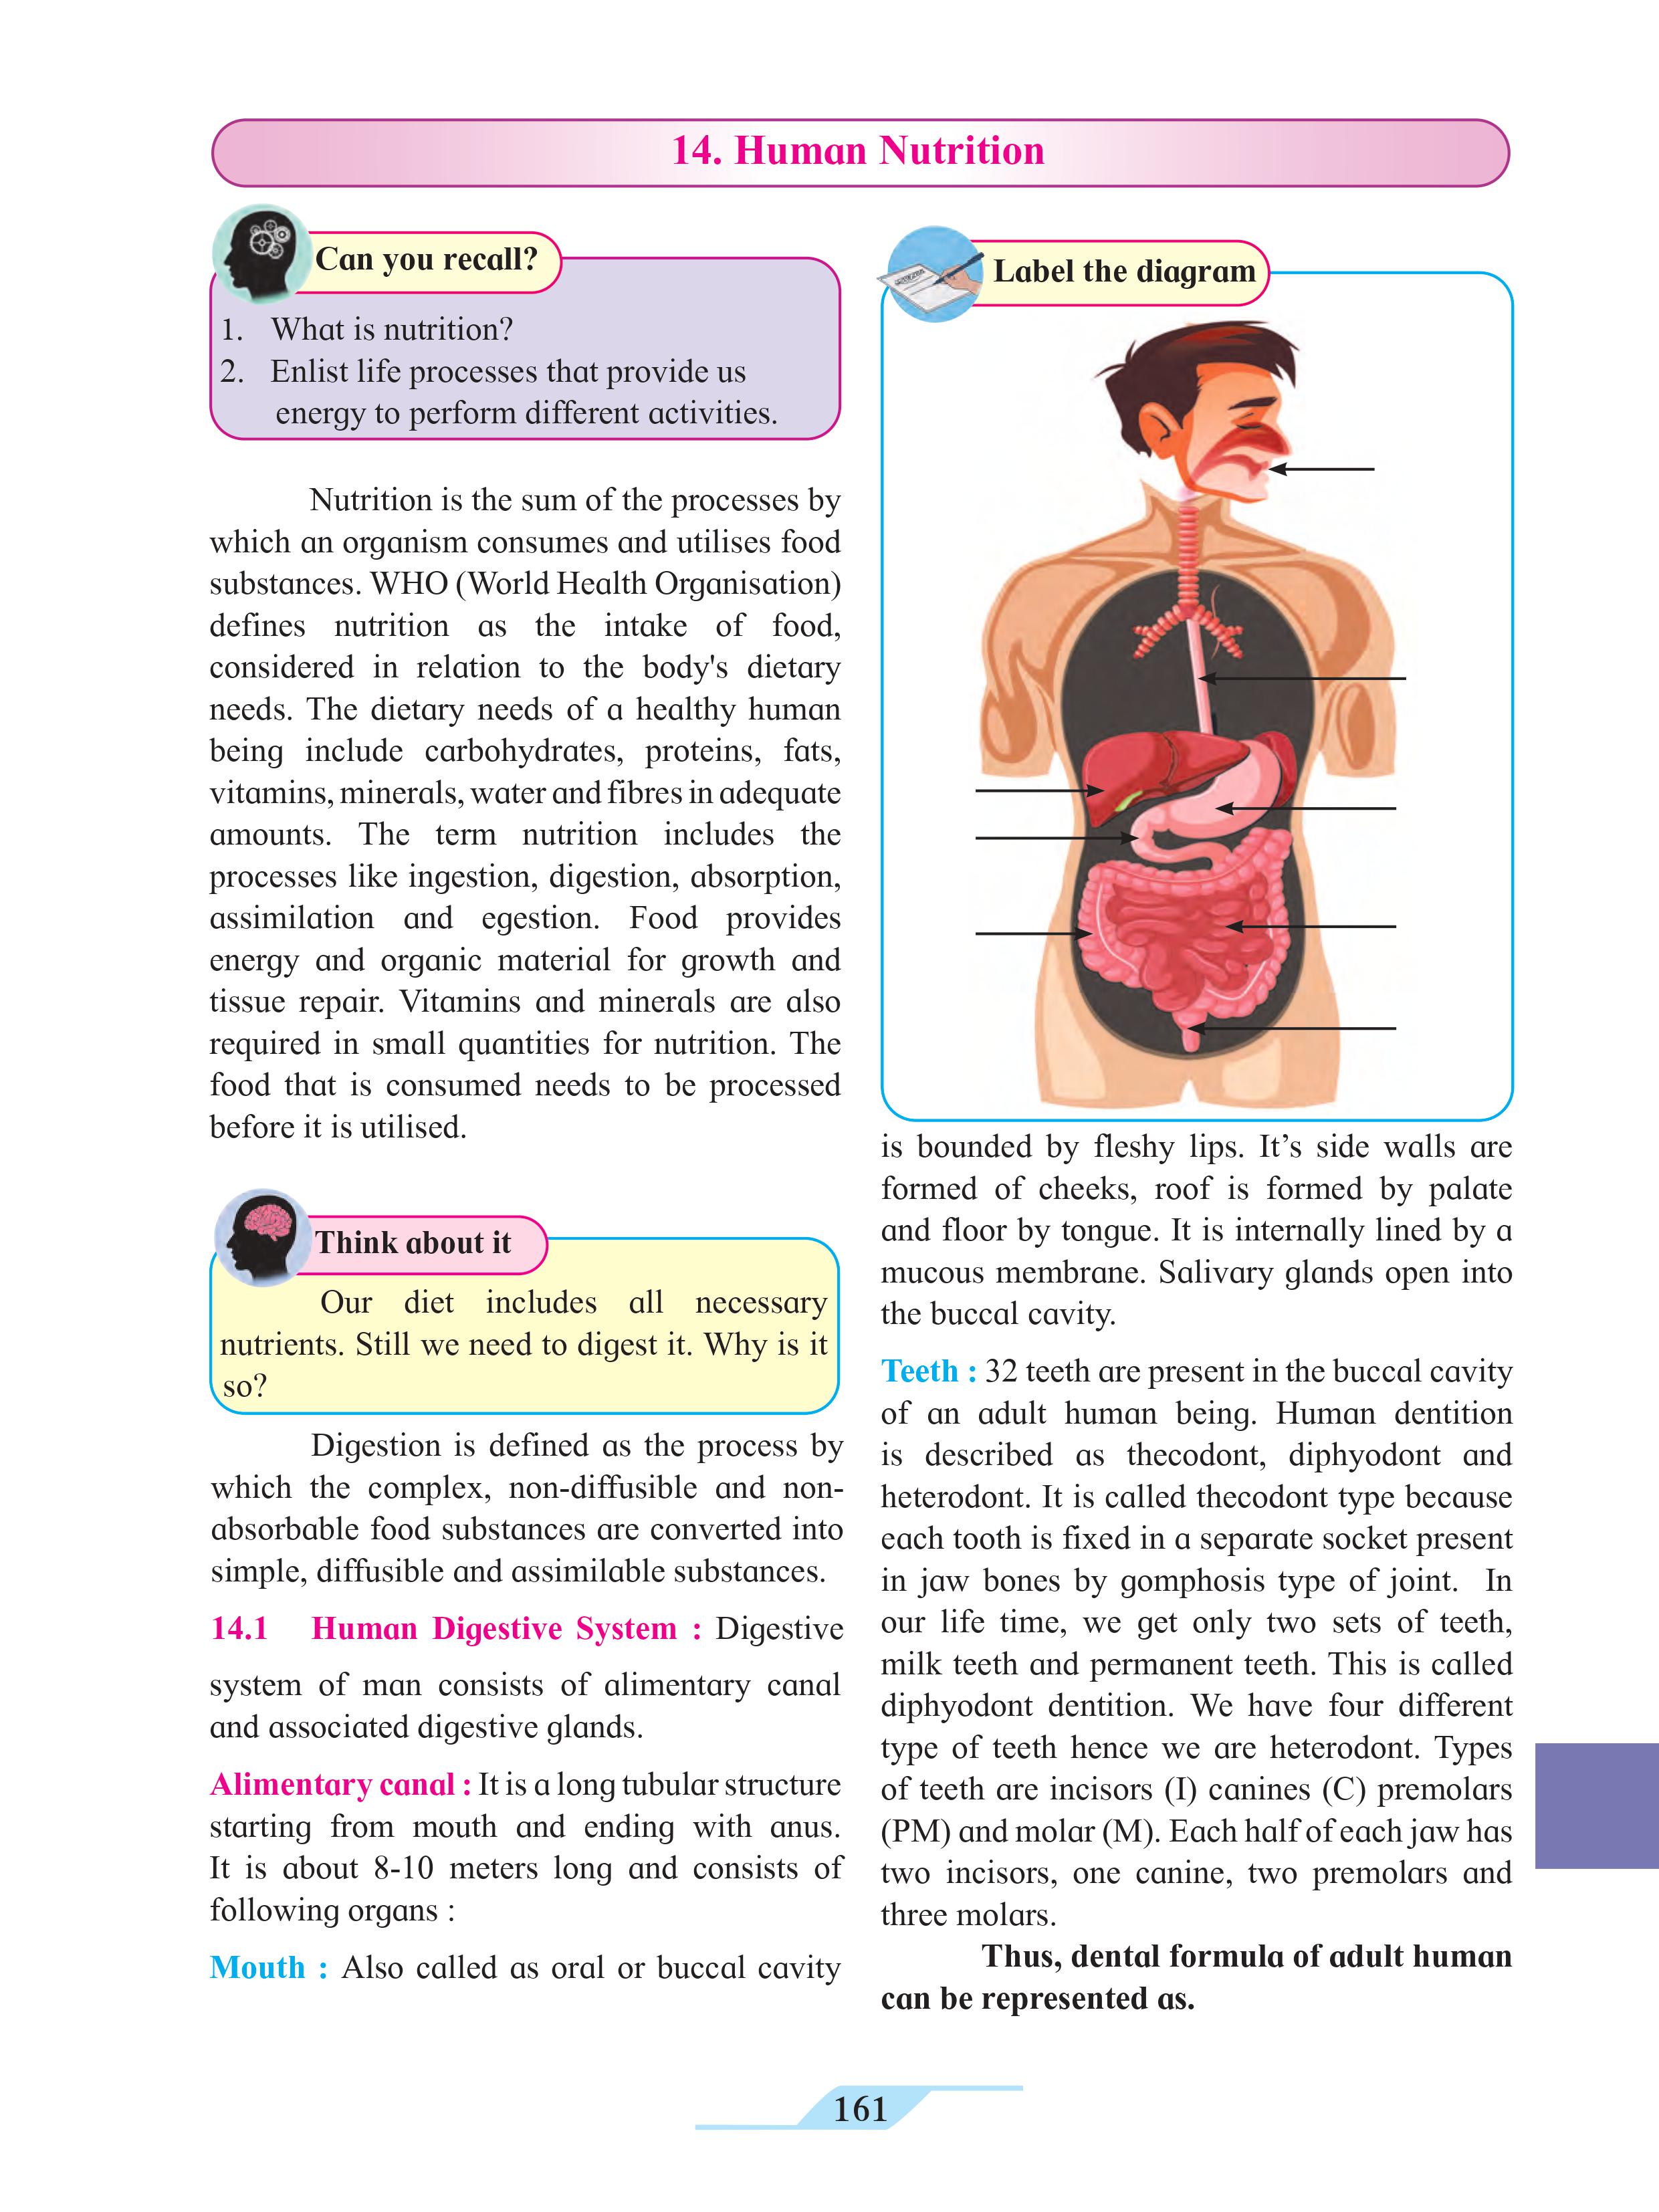 14. Human Nutrition
Can you recall?
1. What is nutrition?
2. Enlist life processes that provide us
energy to perform different activities.
Nutrition is the sum of the processes by
which an organism consumes and utilises food
substances. WHO (World Health Organisation)
defines nutrition as the intake of food,
considered in relation to the body's dietary
needs. The dietary needs of a healthy human
being include carbohydrates, proteins, fats,
vitamins, minerals, water and fibres in adequate
amounts. The term nutrition includes the
processes like ingestion, digestion, absorption,
assimilation and egestion. Food provides
energy and organic material for growth and
tissue repair. Vitamins and minerals are also
required in small quantities for nutrition. The
food that is consumed needs to be processed
before it is utilised.
Think about it
Our diet includes all necessary
nutrients. Still we need to digest it. Why is it
so?
Digestion is defined as the process by
which the complex, non-diffusible and non-
absorbable food substances are converted into
simple, diffusible and assimilable substances.
14.1 Human Digestive System : Digestive
system of man consists of alimentary canal
and associated digestive glands.
Alimentary canal : It is a long tubular structure
starting from mouth and ending with anus.
It is about 8-10 meters long and consists of
following organs :
Mouth : Also called as oral or buccal cavity
Label the diagram
is bounded by fleshy lips. It’s side walls are
formed of cheeks, roof is formed by palate
and floor by tongue. It is internally lined by a
mucous membrane. Salivary glands open into
the buccal cavity.
Teeth : 32 teeth are present in the buccal cavity
of an adult human being. Human dentition
is described as thecodont, diphyodont and
heterodont. It is called thecodont type because
each tooth is fixed in a separate socket present
in jaw bones by gomphosis type of joint. In
our life time, we get only two sets of teeth,
milk teeth and permanent teeth. This is called
diphyodont dentition. We have four different
type of teeth hence we are heterodont. Types
of teeth are incisors (I) canines (C) premolars
(PM) and molar (M). Each half of each jaw has
two incisors, one canine, two premolars and
three molars.
Thus, dental formula of adult human
can be represented as.
161